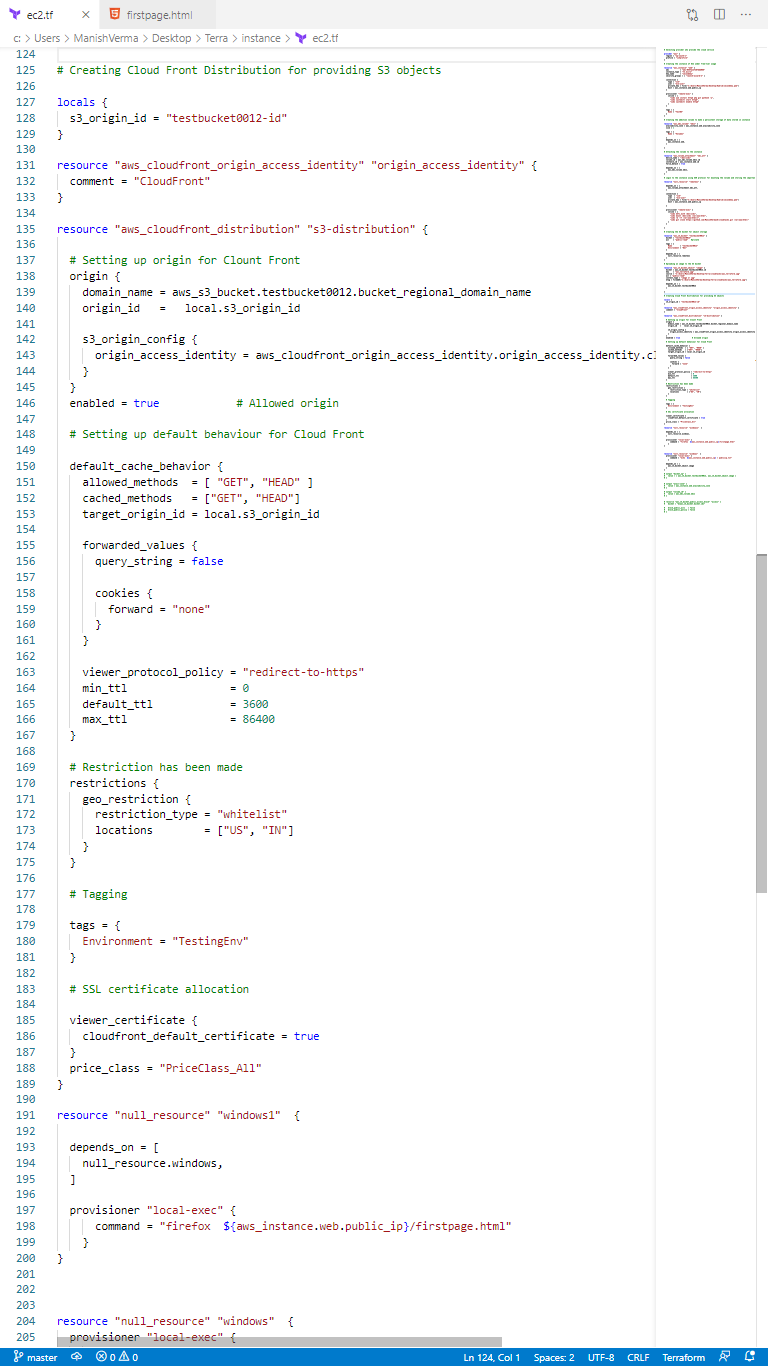 ec2.tf
firstpage.html
c: > Users > ManishVerma > Desktop > Terra > instance > ec2.tf
124
125 # Creating Cloud Front Distribution for providing S3 objects
126
127 locals {
128 s3_origin_id = "testbucket0012-id"
129 }
130
131 resource "aws_cloudfront_origin_access_identity" "origin_access_identity" {
132 comment = "CloudFront"
133 }
134
135 resource "aws_cloudfront_distribution" "s3-distribution" {
136
137 # Setting up origin for Clount Front
138 origin {
139 domain_name = aws_s3_bucket.testbucket0012.bucket_regional_domain_name
140 origin_id   =   local.s3_origin_id
141
142 s3_origin_config {
143 origin_access_identity = aws_cloudfront_origin_access_identity.origin_access_identity.cl
144 }
145 }
146 enabled = true            # Allowed origin
147
148 # Setting up default behaviour for Cloud Front
149
150 default_cache_behavior {
151 allowed_methods  = [ "GET", "HEAD" ]
152 cached_methods   = ["GET", "HEAD"]
153 target_origin_id = local.s3_origin_id
154
155 forwarded_values {
156 query_string = false
157
158 cookies {
159 forward = "none"
160 }
161 }
162
163 viewer_protocol_policy = "redirect-to-https"
164 min_ttl                = 0
165 default_ttl            = 3600
166 max_ttl                = 86400
167 }
168
169 # Restriction has been made
170 restrictions {
171 geo_restriction {
172 restriction_type = "whitelist"
173 locations        = ["US", "IN"]
174 }
175 }
176
177 # Tagging
178
179 tags = {
180 Environment = "TestingEnv"
181 }
182
183 # SSL certificate allocation
184
185 viewer_certificate {
186 cloudfront_default_certificate = true
187 }
188 price_class = "PriceClass_All"
189 }
190
191 resource "null_resource" "windows1"  {
192
193 depends_on = [
194 null_resource.windows,
195 ]
196
197 provisioner "local-exec" {
198 command = "firefox  ${aws_instance.web.public_ip}/firstpage.html"
199 }
200 }
201
202
203
204 resource "null_resource" "windows"  {
205 provisioner "local-exec" {
master 0 0 Ln 124, Col 1 Spaces: 2 UTF-8 CRLF Terraform